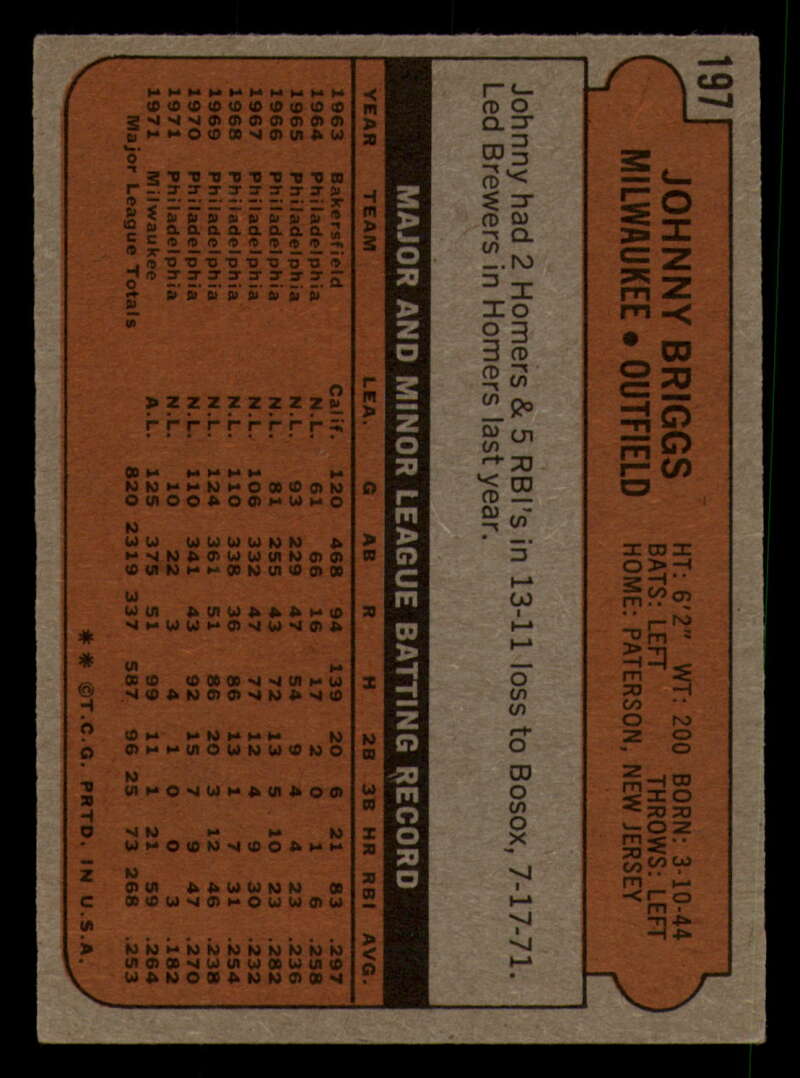 197
JOHNNY BRIGGS
MILWAUKEE • OUTFIELD
HT: 6'2" WT: 200 BORN: 3-10-44
BATS: LEFT THROWS: LEFT
HOME: PATERSON, NEW JERSEY
Johnny had 2 Homers & 5 RBI's in 13-11 loss to Bosox, 7-17-71.
Led Brewers in Homers last year.
MAJOR AND MINOR LEAGUE BATTING RECORD
YEAR TEAM LEA. G AB R H 2B 3B HR RBI AVG.
1963 Bakersfield Calif. 120 468 94 139 20 6 21 83 .297
1964 Philadelphia N.L. 61 66 16 17 2 0 1 6 .258
1965 Philadelphia N.L. 93 229 47 54 9 4 4 23 .236
1966 Philadelphia N.L. 81 255 43 72 13 5 10 23 .282
1967 Philadelphia N.L. 106 332 47 77 12 4 9 30 .232
1968 Philadelphia N.L. 110 338 36 86 13 1 7 31 .254
1969 Philadelphia N.L. 124 361 51 86 20 3 12 46 .238
1970 Philadelphia N.L. 110 341 43 92 15 7 9 47 .270
1971 Philadelphia N.L. 10 22 3 4 1 0 0 3 .182
1971 Milwaukee A.L. 125 375 51 99 11 1 21 59 .264
Major League Totals 820 2319 337 587 96 25 73 268 .253
** ©T.C.G. PRTD. IN U.S.A.